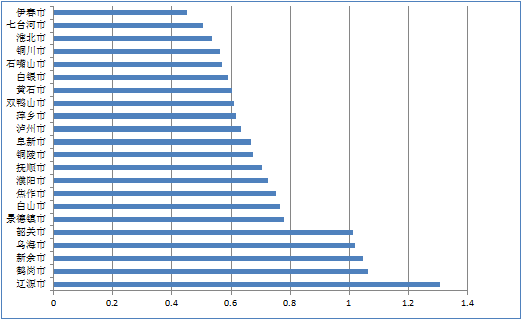 伊春市
七台河市
淮北市
铜川市
石嘴山市
白银市
黄石市
双鸭山市
萍乡市
泸州市
阜新市
铜陵市
抚顺市
濮阳市
焦作市
白山市
景德镇市
韶关市
乌海市
新余市
鹤岗市
辽源市
0 0.2 0.4 0.6 0.8 1 1.2 1.4